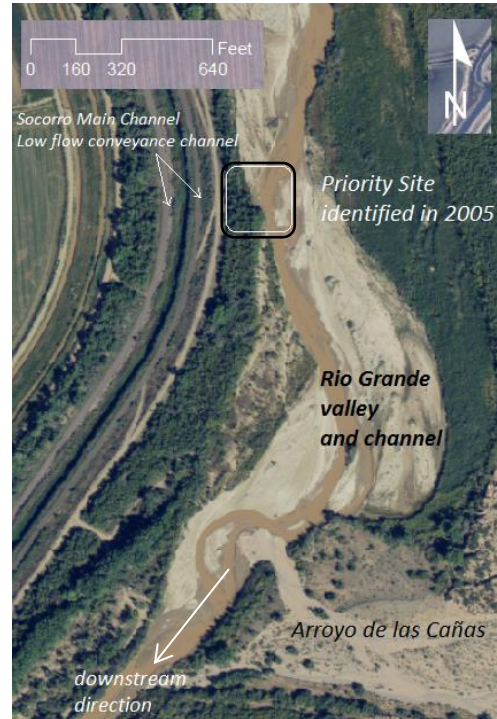 Feet
0 160 320 640
N
Socorro Main Channel
Low flow conveyance channel
Priority Site
identified in 2005
Rio Grande
valley
and channel
Arroyo de las Cañas
downstream
direction